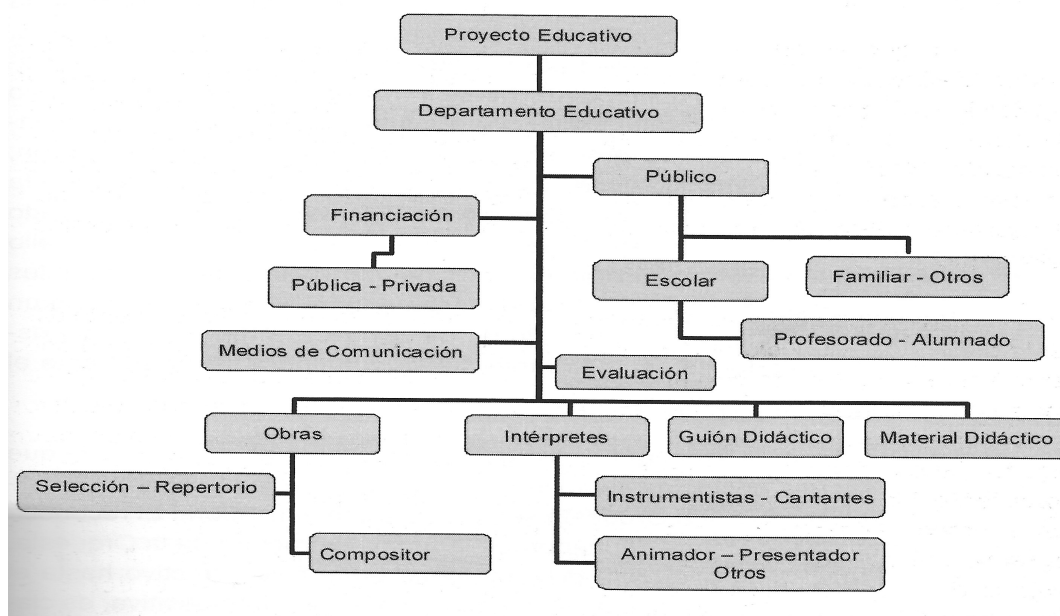 Proyecto Educativo
Departamento Educativo
Público
Financiación
Escolar
Familiar - Otros
Pública - Privada
Profesorado - Alumnado
Medios de Comunicación
Evaluación
Obras
Intérpretes
Guión Didáctico
Material Didáctico
Selección – Repertorio
Instrumentistas - Cantantes
Compositor
Animador – Presentador
Otros